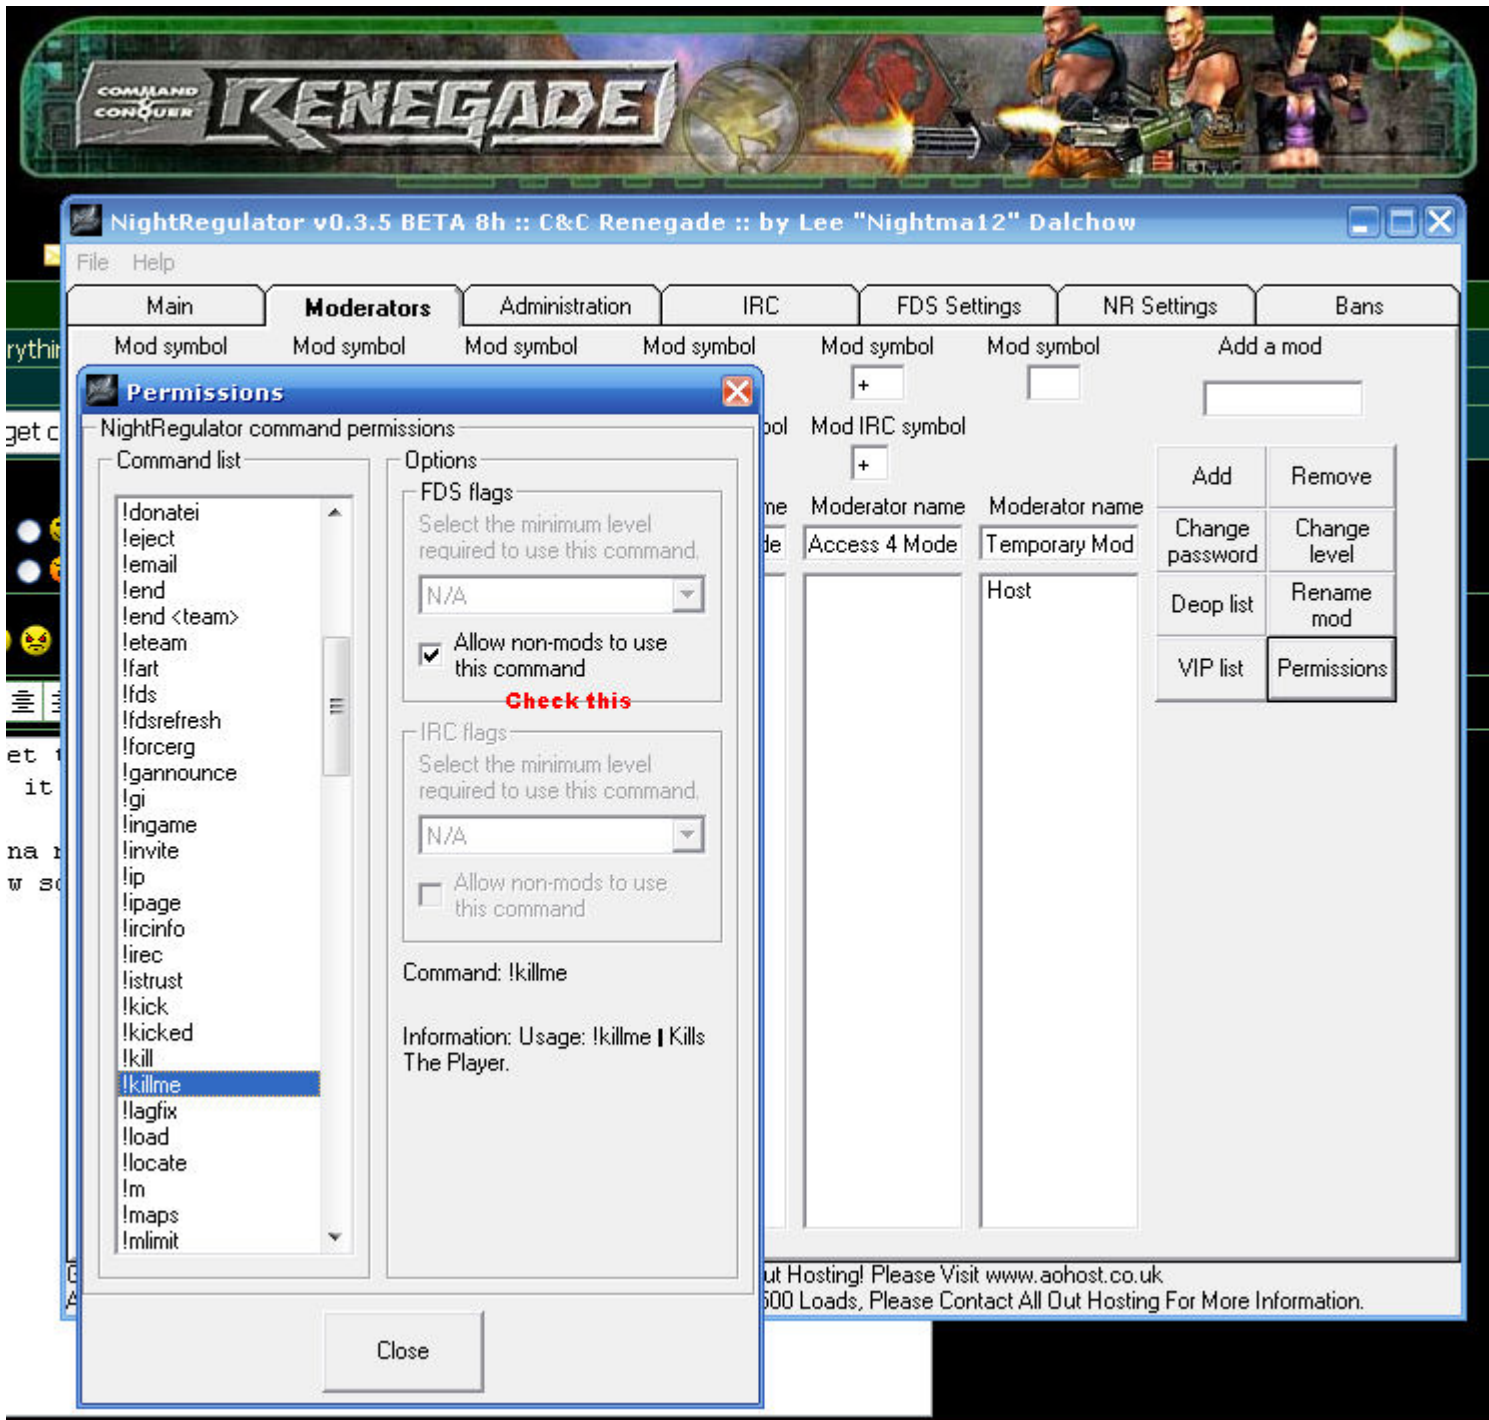 COMMAND & CONQUER RENEGADE
NightRegulator v0.3.5 BETA 8h :: C&C Renegade :: by Lee "Nightma12" Dalchow
File Help
Main Moderators Administration IRC FDS Settings NR Settings Bans
Mod symbol Mod symbol Mod symbol Mod symbol Mod symbol Mod symbol Add a mod
+
Mod IRC symbol
+
Moderator name Moderator name
Access 4 Mode Temporary Mod
Host
Add Remove
Change password Change level
Deop list Rename mod
VIP list Permissions
Permissions
NightRegulator command permissions
Command list
!donatei
!eject
!email
!end
!end <team>
!eteam
!fart
!fds
!fdsrefresh
!forcerg
!gannounce
!gi
!ingame
!invite
!ip
!ipage
!ircinfo
!irec
!istrust
!kick
!kicked
!kill
!killme
!lagfix
!load
!locate
!m
!maps
!mlimit
Options
FDS flags
Select the minimum level
required to use this command.
N/A
Allow non-mods to use
this command
Check this
IRC flags
Select the minimum level
required to use this command.
N/A
Allow non-mods to use
this command
Command: !killme
Information: Usage: !killme | Kills
The Player.
Close
ut Hosting! Please Visit www.aohost.co.uk
500 Loads, Please Contact All Out Hosting For More Information.
get c
et
it
na
w